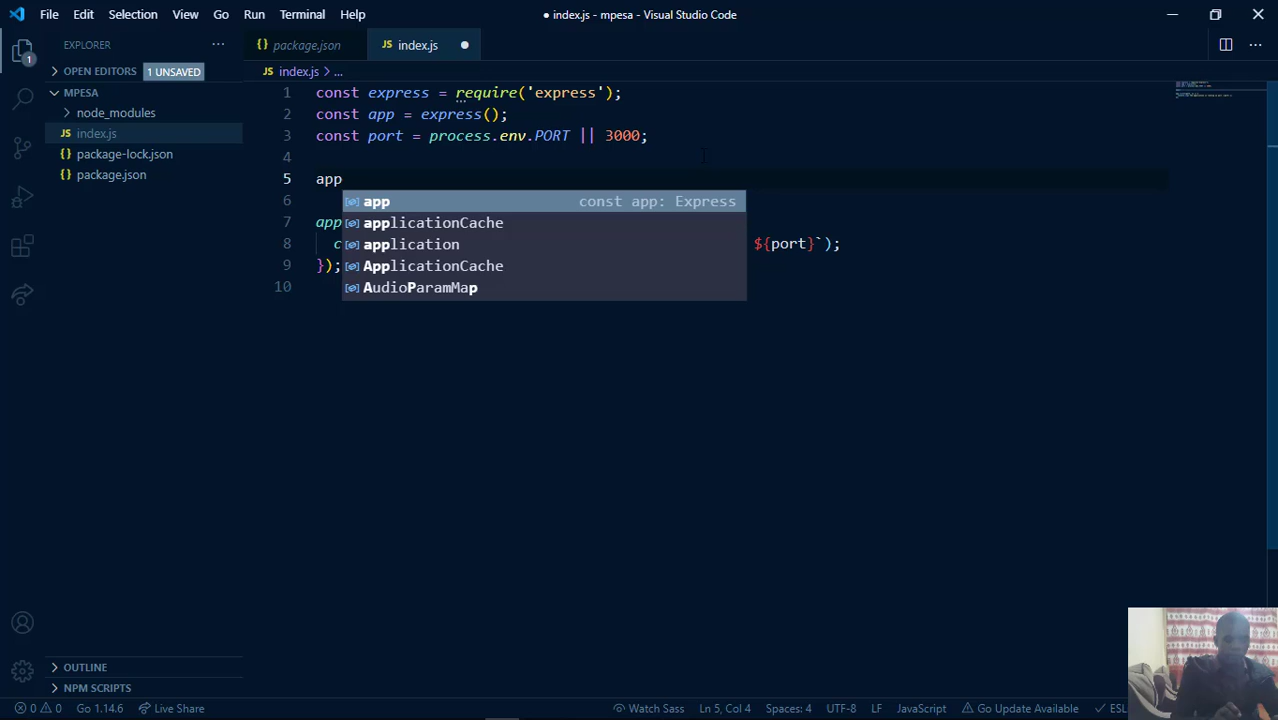 File Edit Selection View Go Run Terminal Help
● index.js - mpesa - Visual Studio Code
EXPLORER
package.json
index.js
OPEN EDITORS 1 UNSAVED
index.js > ...
MPESA
node_modules
index.js
package-lock.json
package.json
1 const express = require('express');
2 const app = express();
3 const port = process.env.PORT || 3000;
4
5 app
app const app: Express
6
applicationCache
7 app
application
8 c ${port}`);
ApplicationCache
9 });
AudioParamMap
10
1
OUTLINE
NPM SCRIPTS
0 0 Go 1.14.6 Live Share
Watch Sass Ln 5, Col 4 Spaces: 4 UTF-8 LF JavaScript Go Update Available ESL